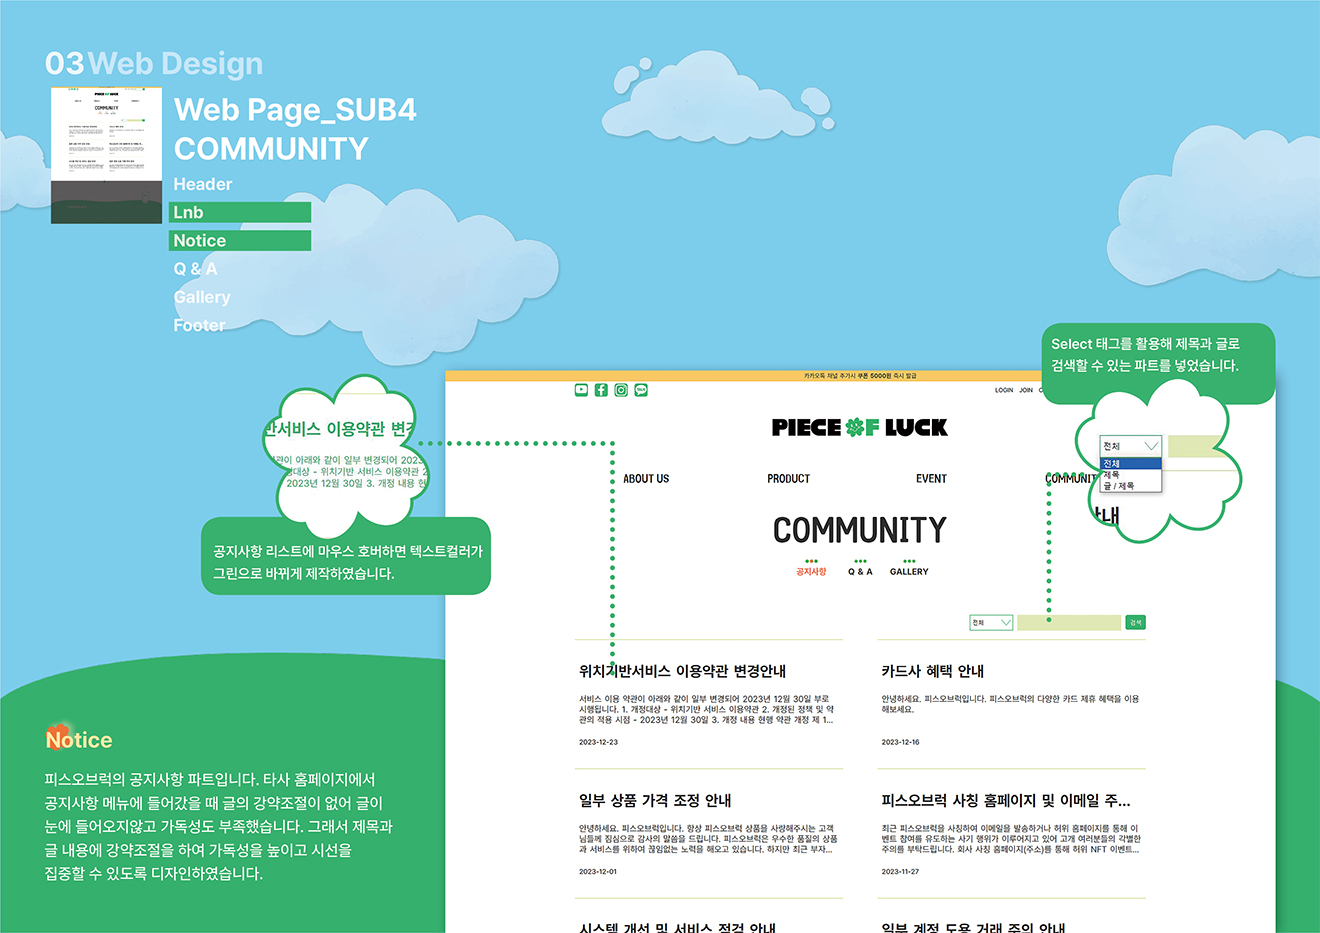 03 Web Design
Web Page_SUB4
COMMUNITY
Header
Lnb
Notice
Q & A
Gallery
Footer
Select 태그를 활용해 제목과 글로
검색할 수 있는 파트를 넣었습니다.
전체
전체
제목
글 / 제목
안내
반서비스 이용약관 변경
관이 아래와 같이 일부 변경되어 2023
대상 - 위치기반 서비스 이용약관 2
2023년 12월 30일 3. 개정 내용 현
공지사항 리스트에 마우스 호버하면 텍스트컬러가
그린으로 바뀌게 제작하였습니다.
카카오톡 채널 추가시 쿠폰 5000원 즉시 발급
LOGIN JOIN
PIECE OF LUCK
ABOUT US PRODUCT EVENT COMMUNIT
COMMUNITY
공지사항 Q & A GALLERY
전체 검색
위치기반서비스 이용약관 변경안내
서비스 이용 약관이 아래와 같이 일부 변경되어 2023년 12월 30일 부로
시행됩니다. 1. 개정대상 - 위치기반 서비스 이용약관 2. 개정된 정책 및 약
관의 적용 시점 - 2023년 12월 30일 3. 개정 내용 현행 약관 개정 제 1...
2023-12-23
카드사 혜택 안내
안녕하세요. 피스오브럭입니다. 피스오브럭의 다양한 카드 제휴 혜택을 이용
해보세요.
2023-12-16
일부 상품 가격 조정 안내
안녕하세요. 피스오브럭입니다. 항상 피스오브럭 상품을 사랑해주시는 고객
님들께 진심으로 감사의 말씀을 드립니다. 피스오브럭은 우수한 품질의 상품
과 서비스를 위하여 끊임없는 노력을 해오고 있습니다. 하지만 최근 부자...
2023-12-01
피스오브럭 사칭 홈페이지 및 이메일 주...
최근 피스오브럭을 사칭하여 이메일을 발송하거나 허위 홈페이지를 통해 이
벤트 참여를 유도하는 사기 행위가 이루어지고 있어 고개 여러분들의 각별한
주의를 부탁드립니다. 회사 사칭 홈페이지(주소)를 통해 허위 NFT 이벤트...
2023-11-27
시스템 개선 및 서비스 점검 안내
일부 계정 도용 거래 주의 안내
Notice
피스오브럭의 공지사항 파트입니다. 타사 홈페이지에서
공지사항 메뉴에 들어갔을 때 글의 강약조절이 없어 글이
눈에 들어오지않고 가독성도 부족했습니다. 그래서 제목과
글 내용에 강약조절을 하여 가독성을 높이고 시선을
집중할 수 있도록 디자인하였습니다.